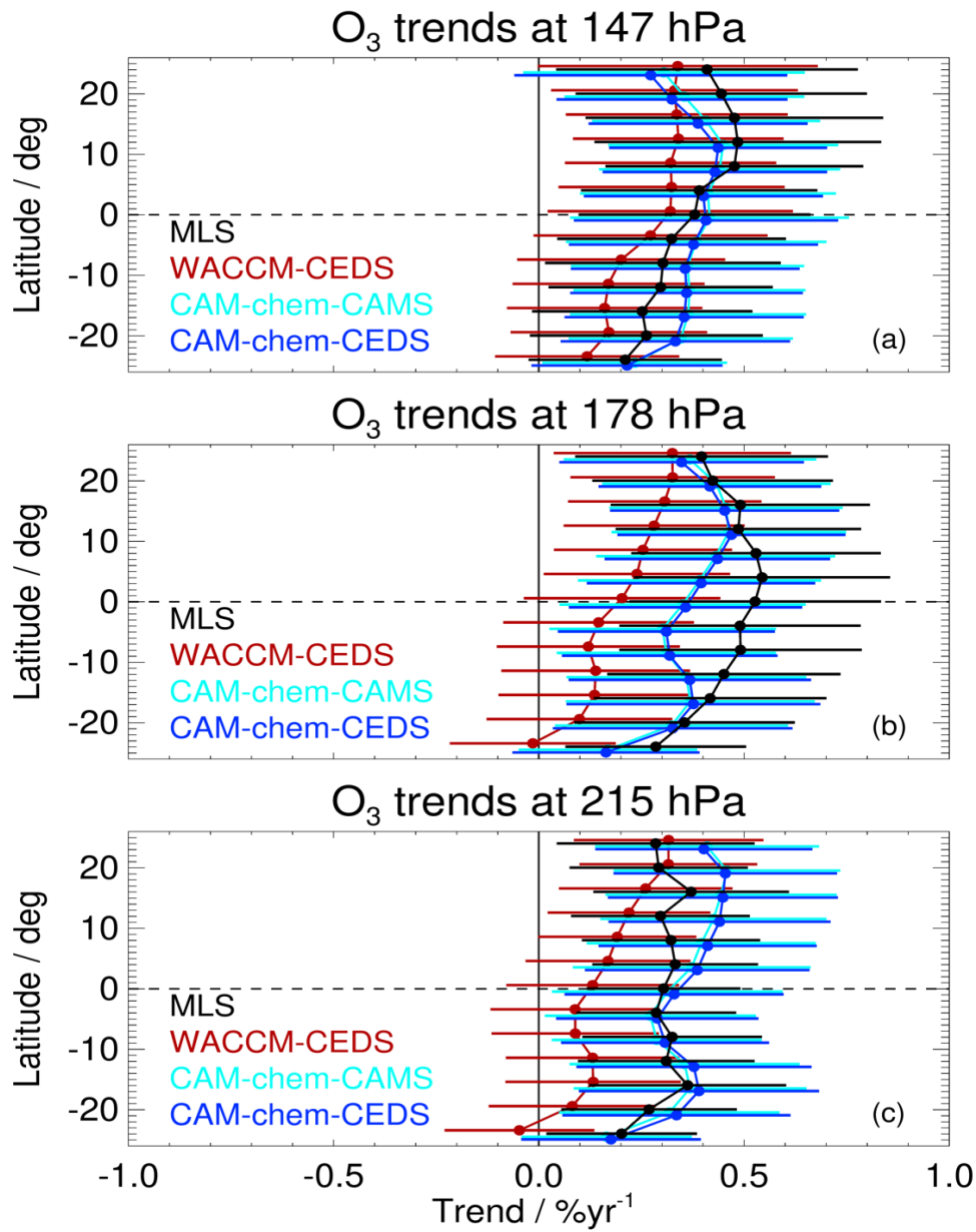 O₃ trends at 147 hPa
Latitude / deg
20
10
0
-10
-20
MLS
WACCM-CEDS
CAM-chem-CAMS
CAM-chem-CEDS
(a)
O₃ trends at 178 hPa
Latitude / deg
20
10
0
-10
-20
MLS
WACCM-CEDS
CAM-chem-CAMS
CAM-chem-CEDS
(b)
O₃ trends at 215 hPa
Latitude / deg
20
10
0
-10
-20
MLS
WACCM-CEDS
CAM-chem-CAMS
CAM-chem-CEDS
(c)
-1.0 -0.5 0.0 0.5 1.0
Trend / %yr⁻¹